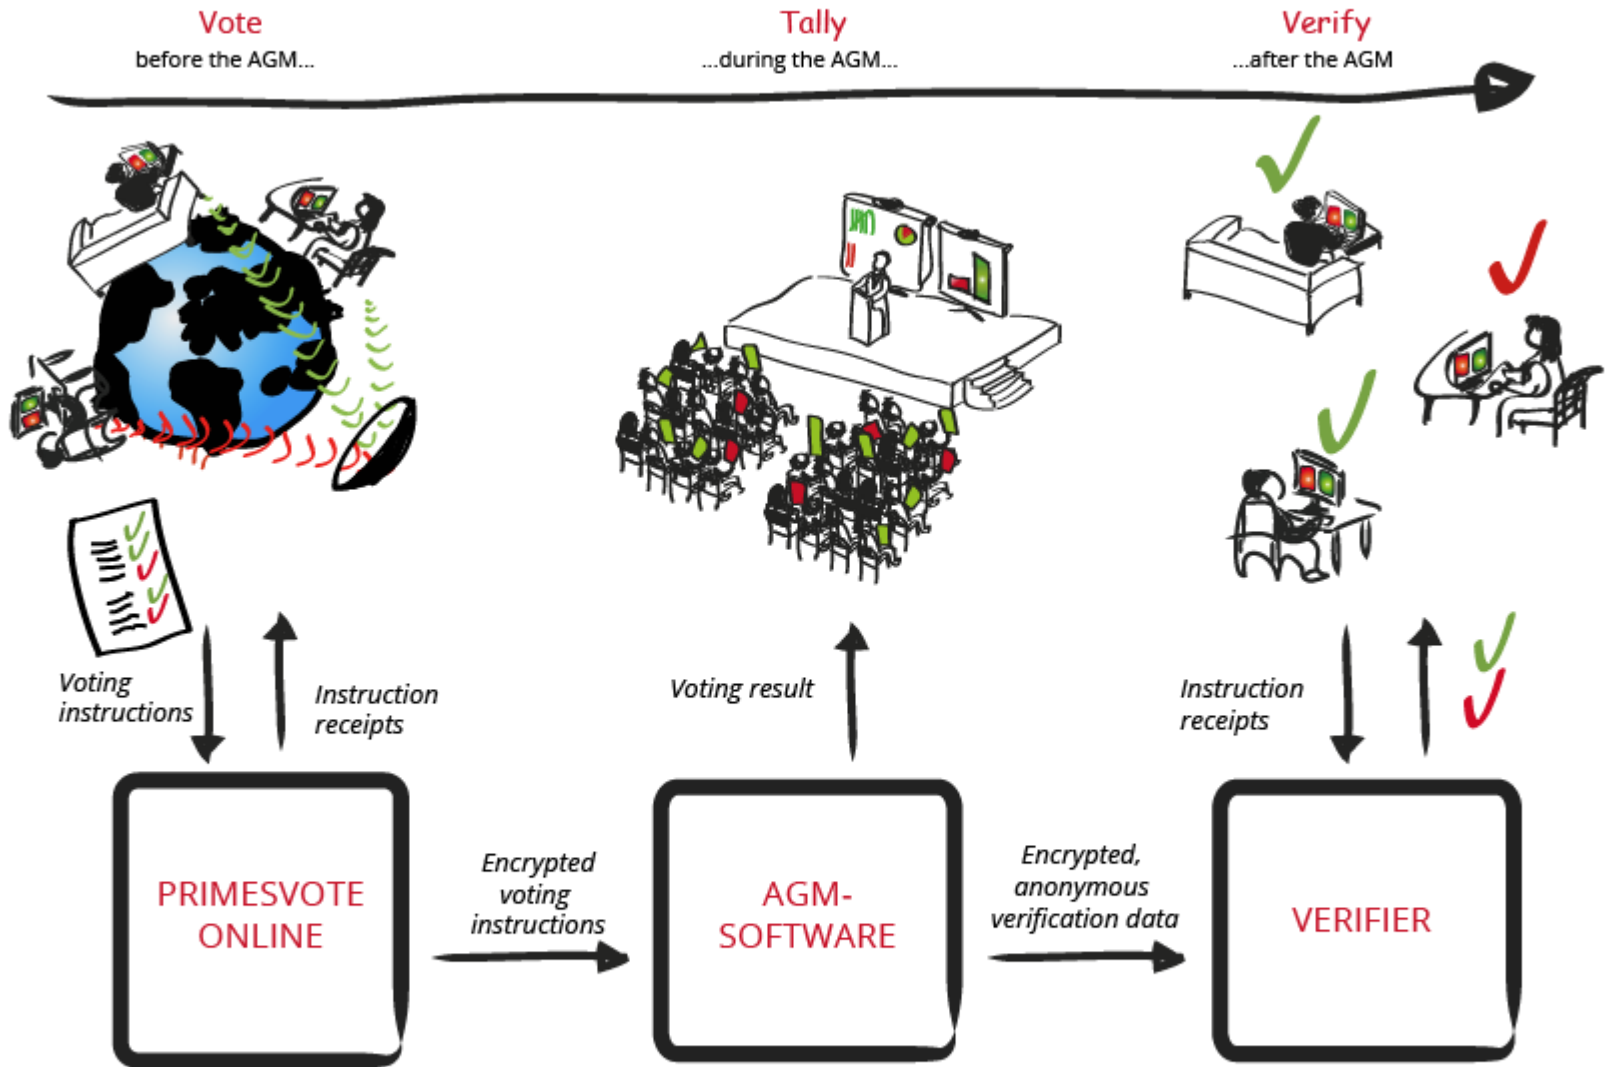 Vote
before the AGM...
Tally
...during the AGM...
Verify
...after the AGM
Voting
instructions
Instruction
receipts
Voting result
Instruction
receipts
PRIMESVOTE
ONLINE
Encrypted
voting
instructions
AGM-
SOFTWARE
Encrypted,
anonymous
verification data
VERIFIER